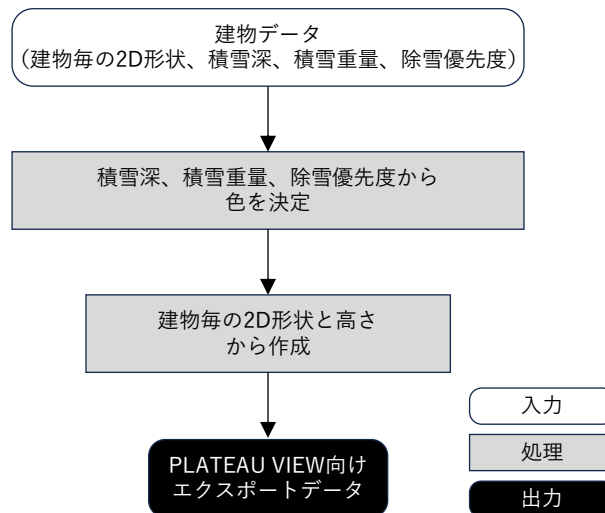 建物データ
(建物毎の2D形状、積雪深、積雪重量、除雪優先度)
積雪深、積雪重量、除雪優先度から
色を決定
建物毎の2D形状と高さ
から作成
PLATEAU VIEW向け
エクスポートデータ
入力
処理
出力